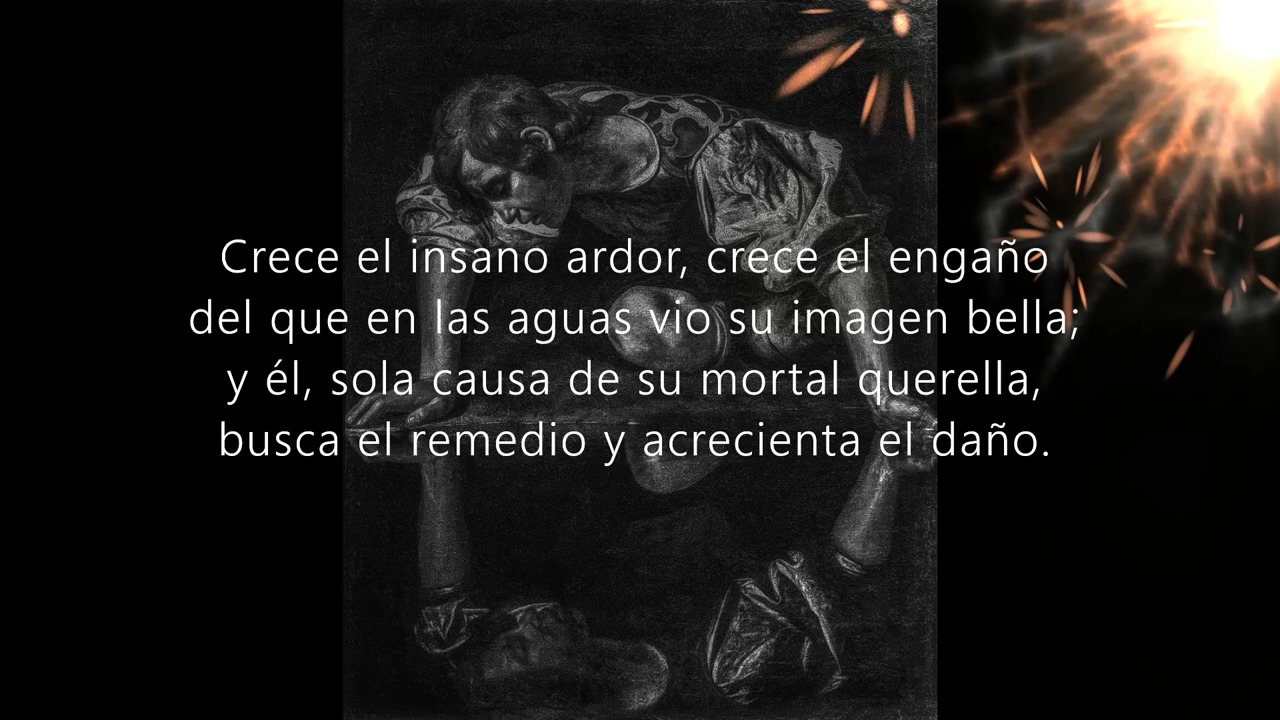 Crece el insano ardor, crece el engaño
del que en las aguas vio su imagen bella;
y él, sola causa de su mortal querella,
busca el remedio y acrecienta el daño.